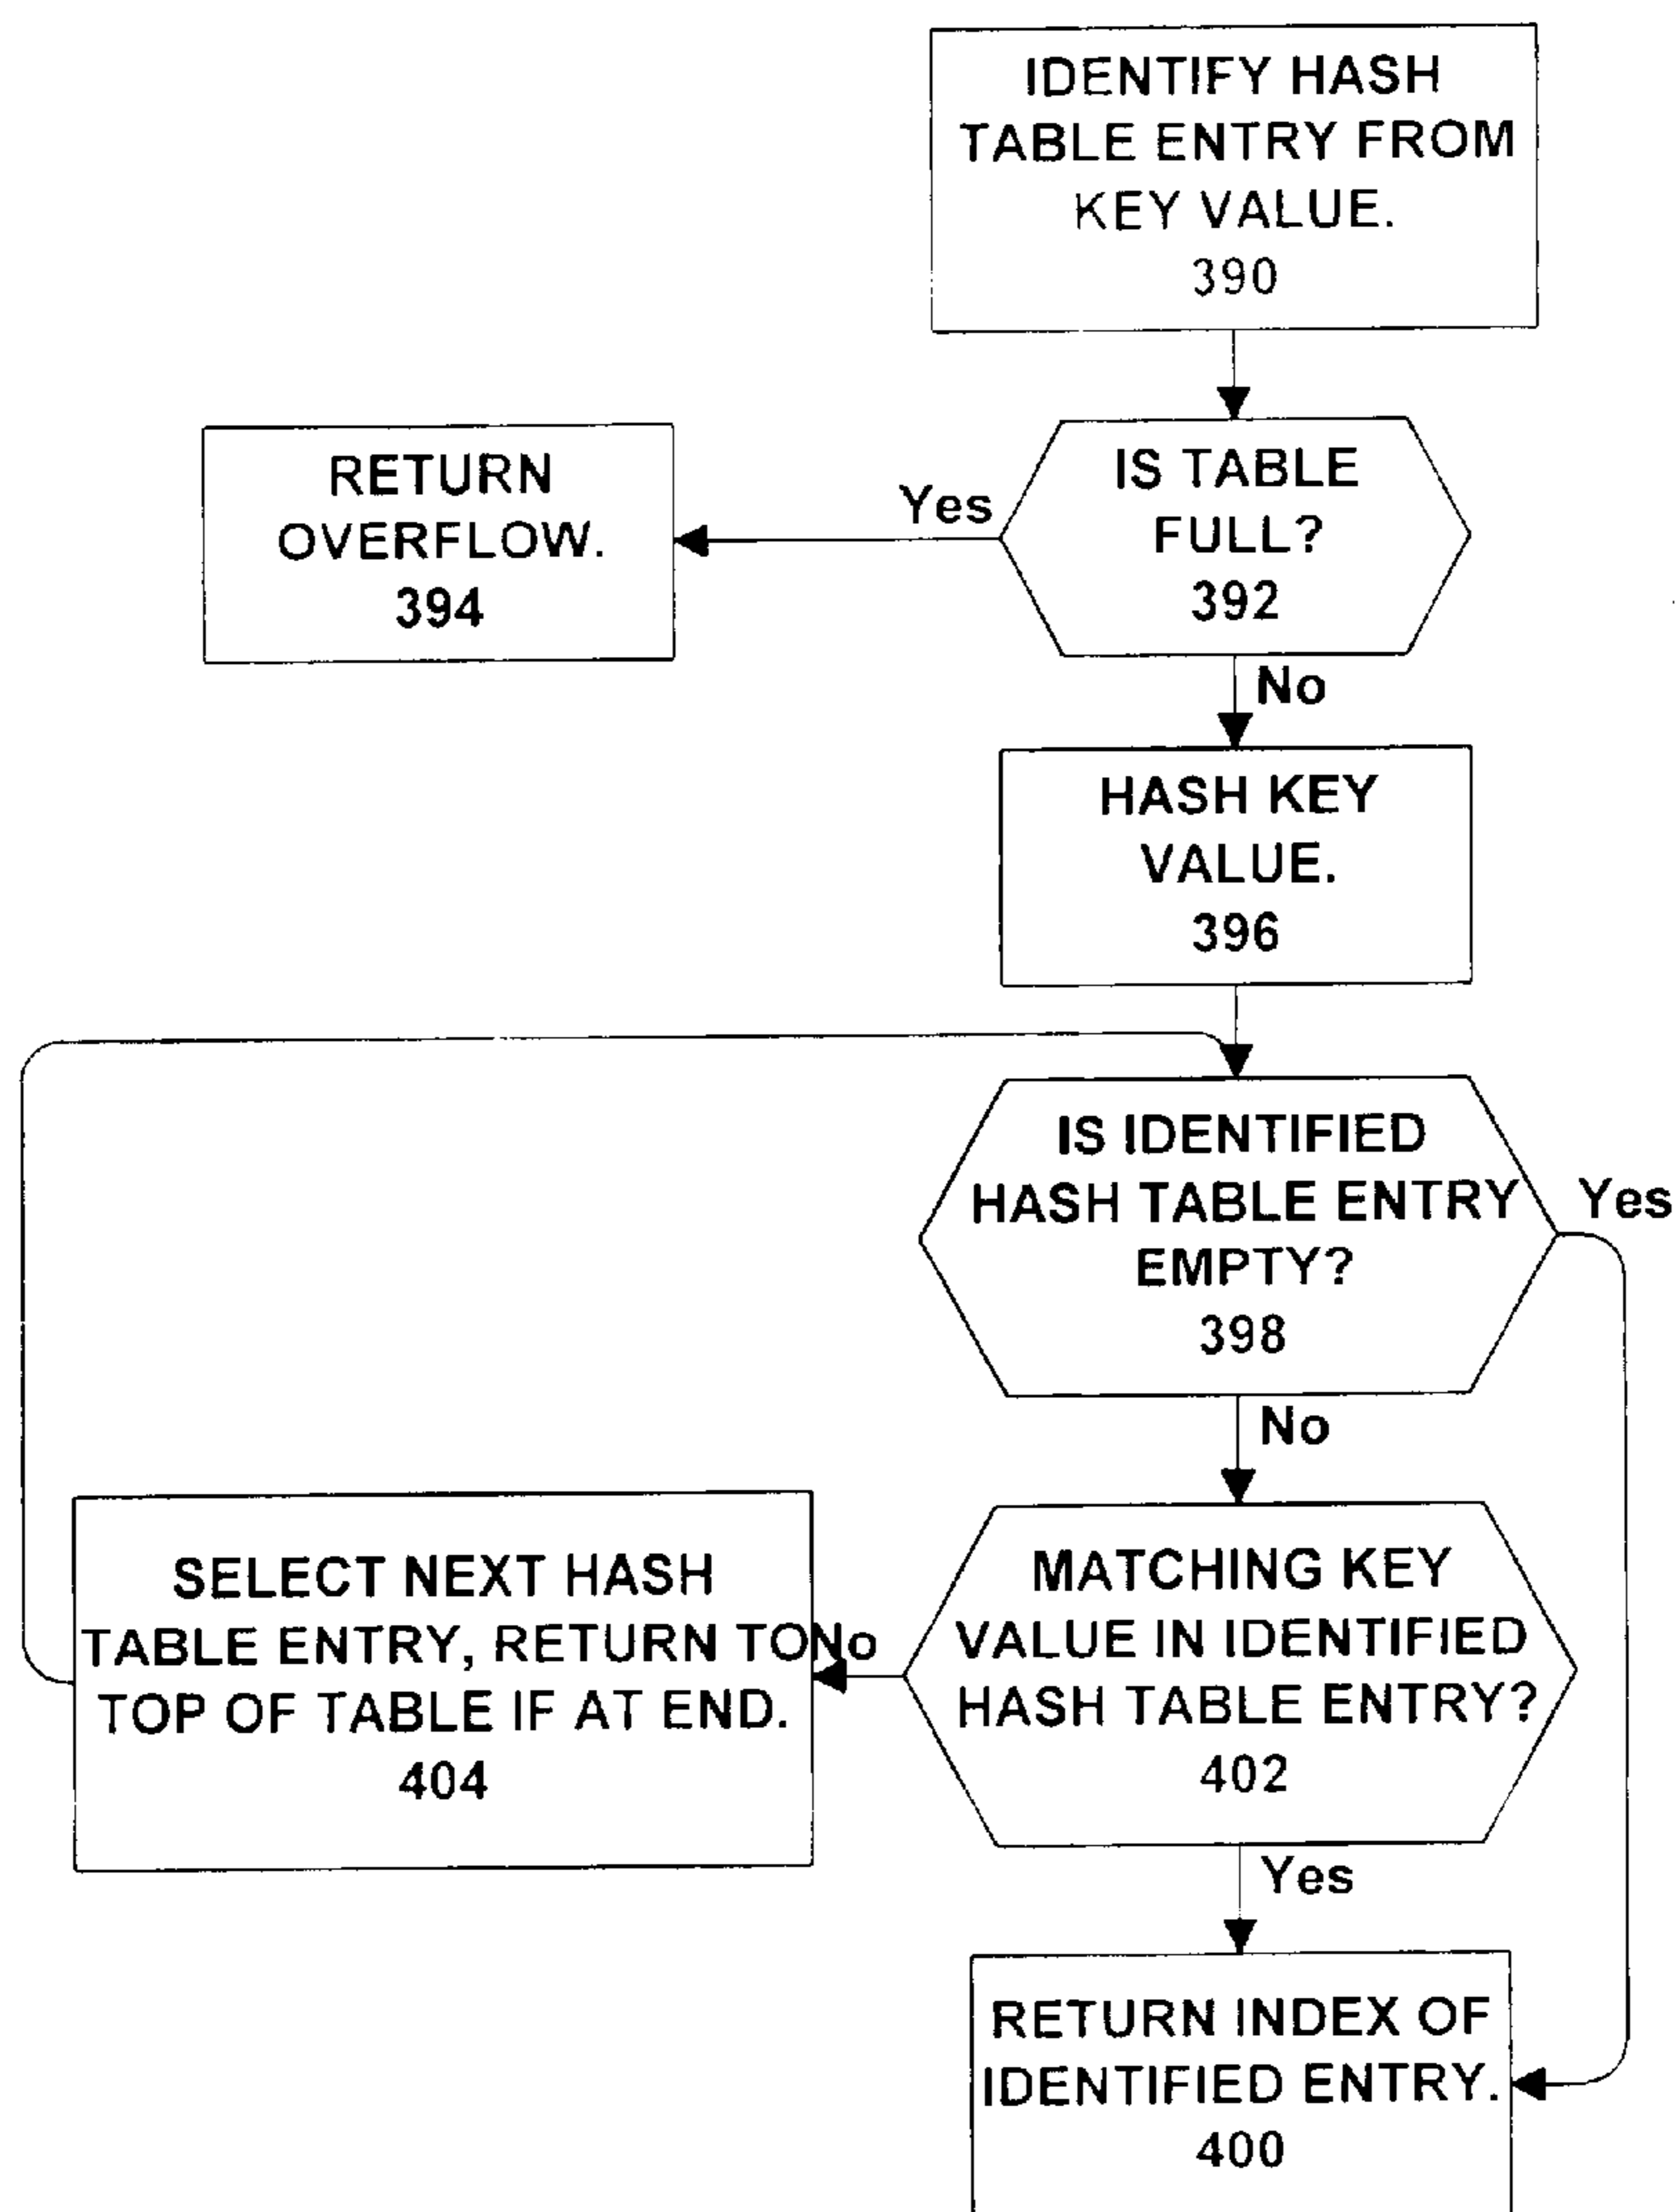 IDENTIFY HASH
TABLE ENTRY FROM
KEY VALUE.
390
RETURN
OVERFLOW.
394
Yes
IS TABLE
FULL?
392
No
HASH KEY
VALUE.
396
IS IDENTIFIED
HASH TABLE ENTRY
EMPTY?
398
Yes
No
SELECT NEXT HASH
TABLE ENTRY, RETURN TO
TOP OF TABLE IF AT END.
404
No
MATCHING KEY
VALUE IN IDENTIFIED
HASH TABLE ENTRY?
402
Yes
RETURN INDEX OF
IDENTIFIED ENTRY.
400